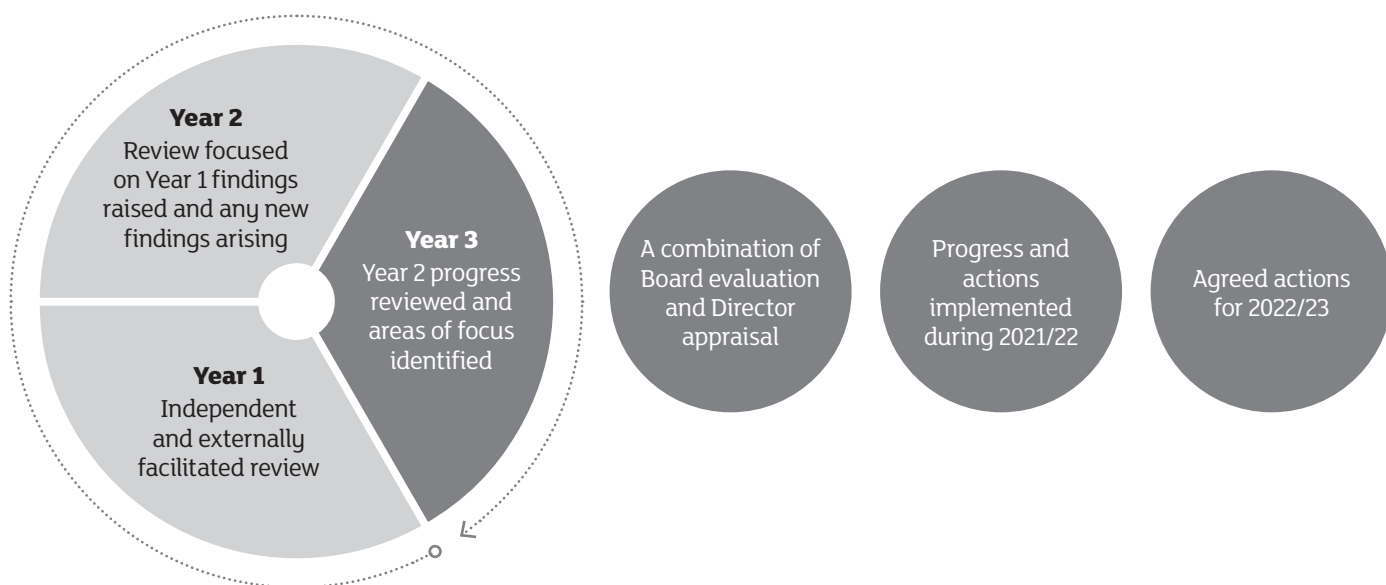 Year 2
Review focused
on Year 1 findings
raised and any new
findings arising
Year 3
Year 2 progress
reviewed and
areas of focus
identified
Year 1
Independent
and externally
facilitated review
A combination of
Board evaluation
and Director
appraisal
Progress and
actions
implemented
during 2021/22
Agreed actions
for 2022/23